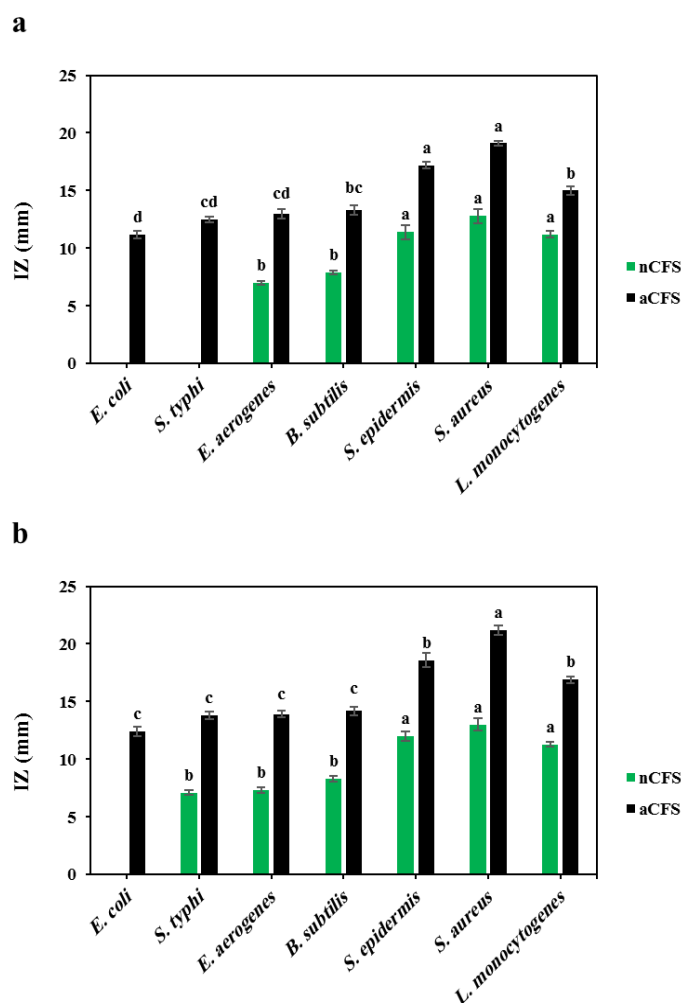 a
25
20
15
10
5
0
IZ (mm)
d
cd
cd
b
bc
b
a
a
a
a
b
a
nCFS
aCFS
E. coli
S. typhi
E. aerogenes
B. subtilis
S. epidermis
S. aureus
L. monocytogenes
b
25
20
15
10
5
0
IZ (mm)
c
c
b
c
b
c
b
b
a
a
a
b
a
nCFS
aCFS
E. coli
S. typhi
E. aerogenes
B. subtilis
S. epidermis
S. aureus
L. monocytogenes